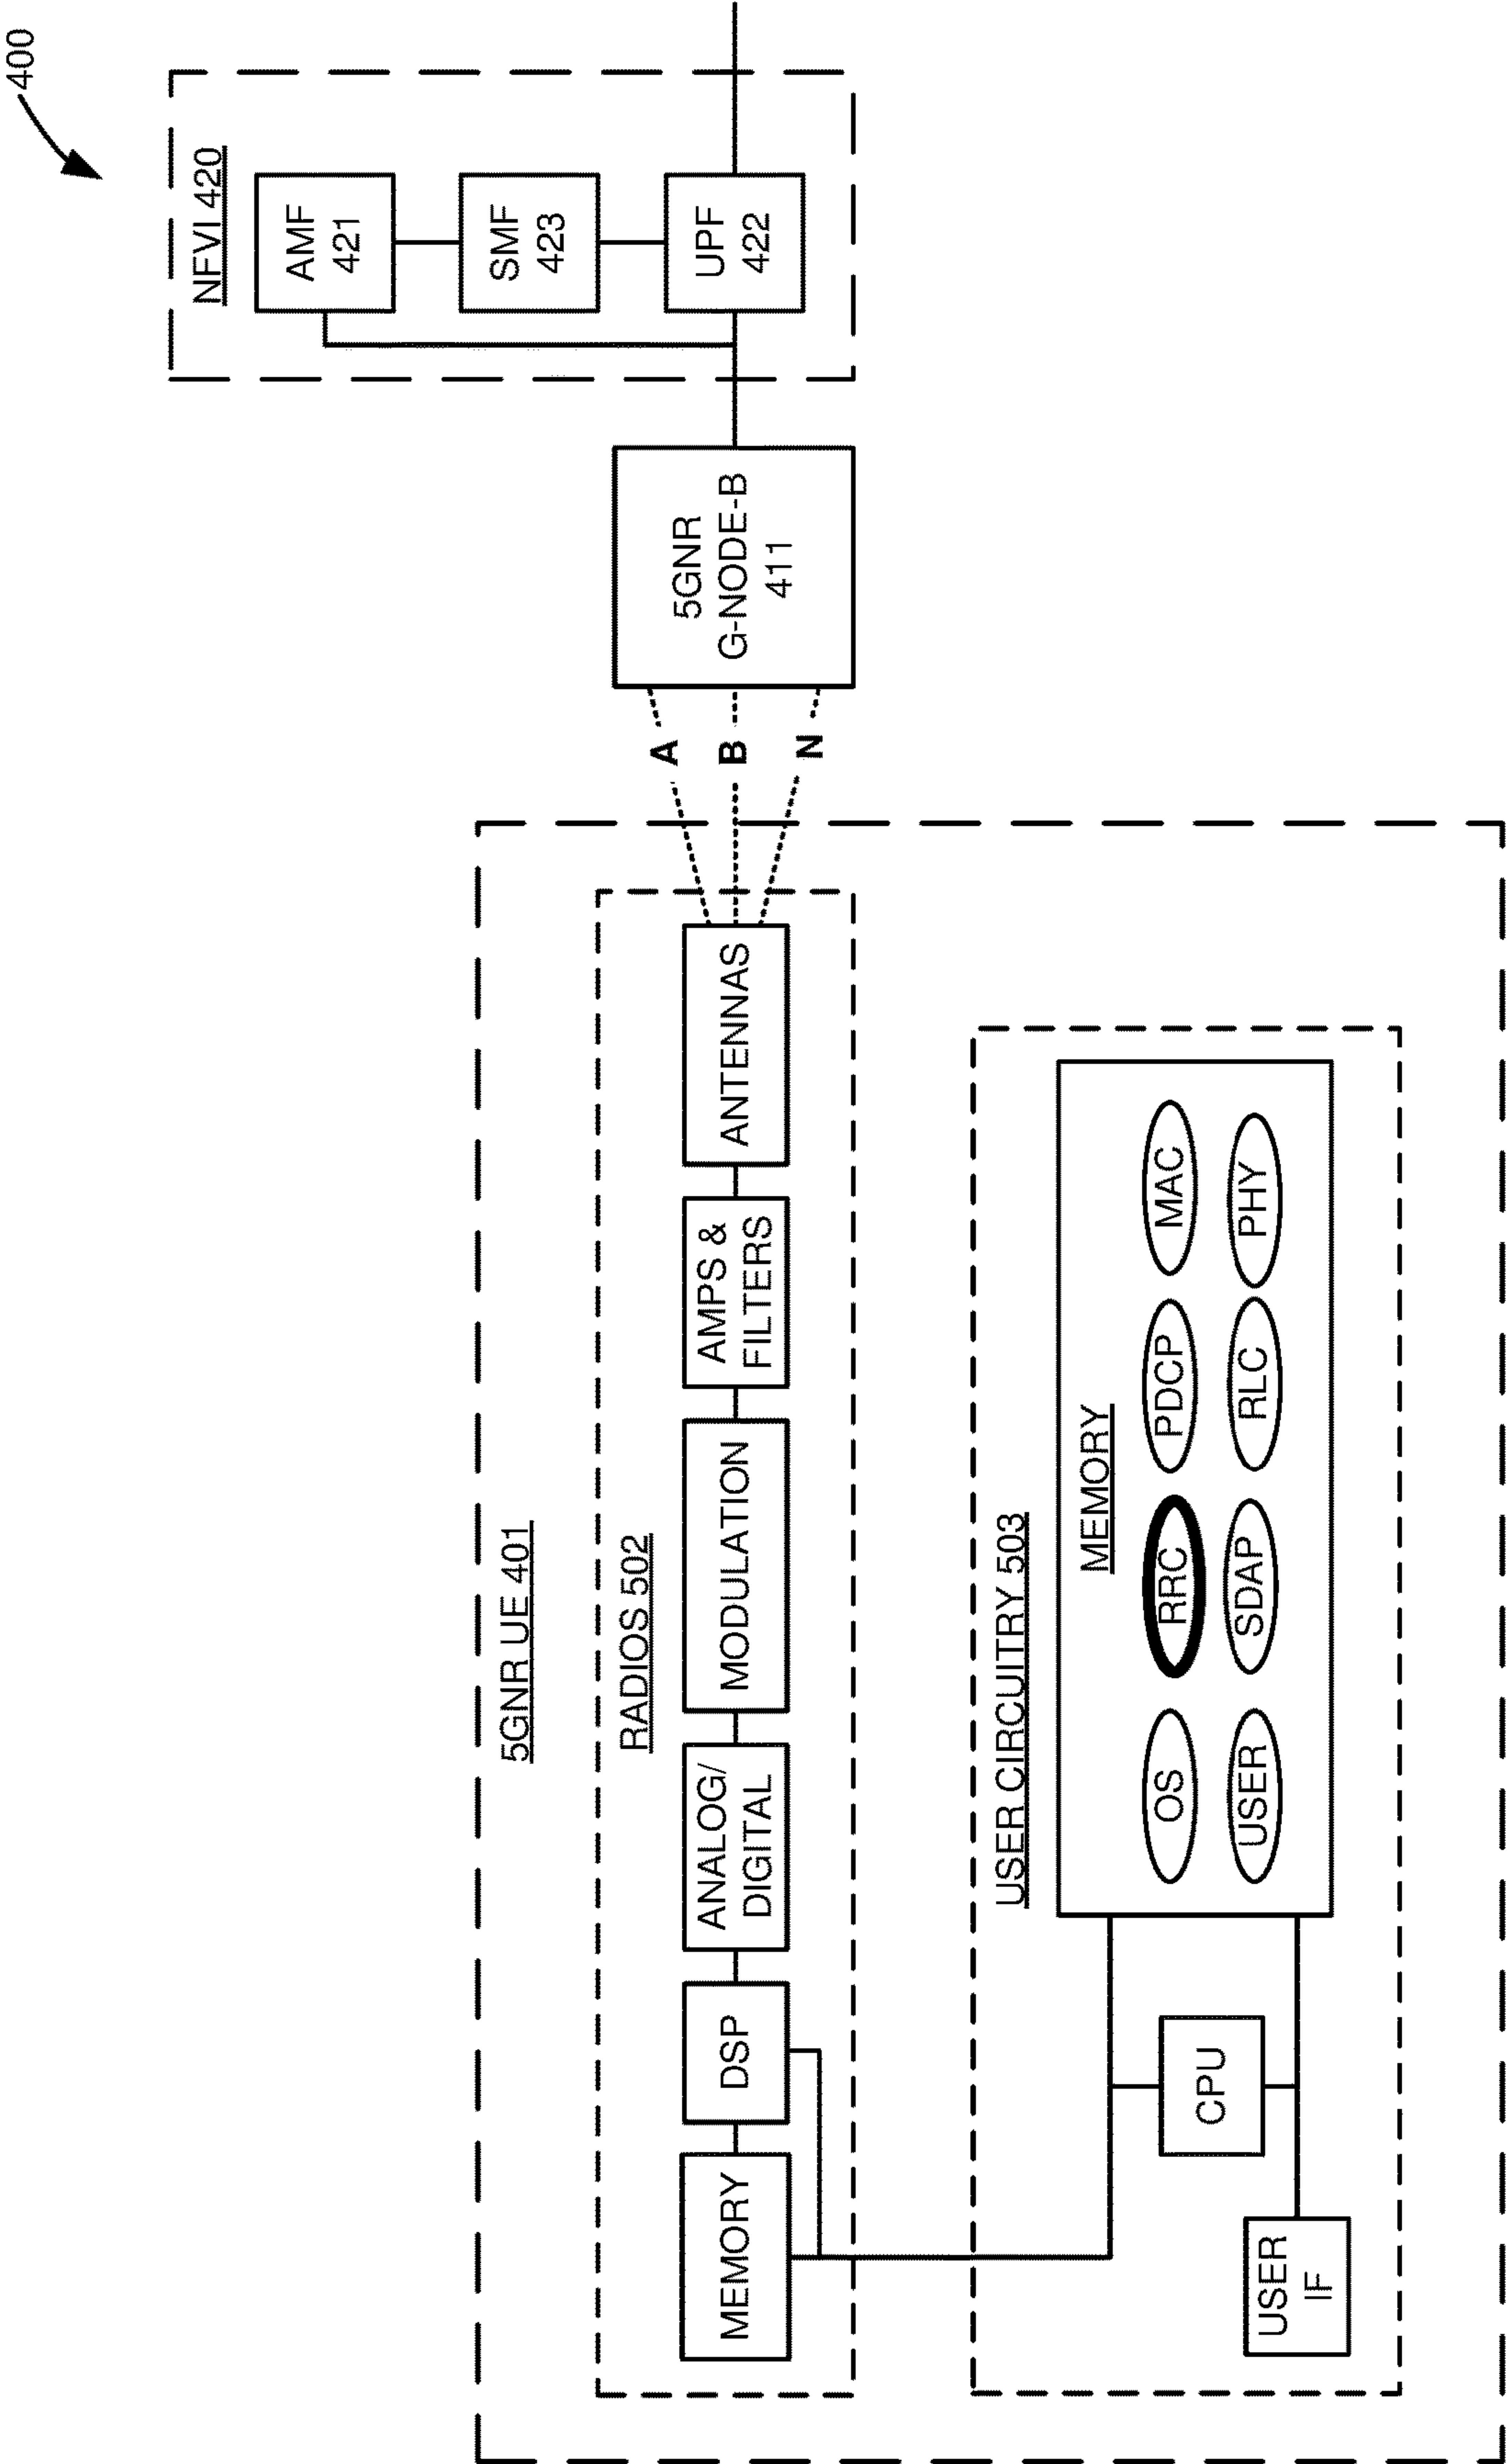 400
5GNR UE 401
RADIOS 502
MEMORY
DSP
ANALOG/
DIGITAL
MODULATION
AMPS &
FILTERS
ANTENNAS
A
B
N
5GNR
G-NODE-B
411
NFVI 420
AMF
421
SMF
423
UPF
422
USER CIRCUITRY 503
USER
IF
CPU
MEMORY
OS
RRC
PDCP
MAC
USER
SDAP
RLC
PHY